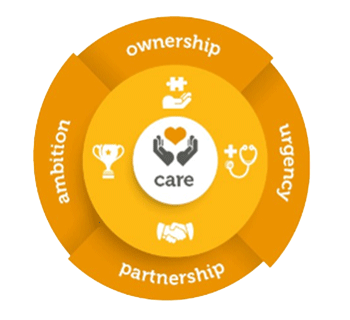 ownership
ambition
care
urgency
partnership